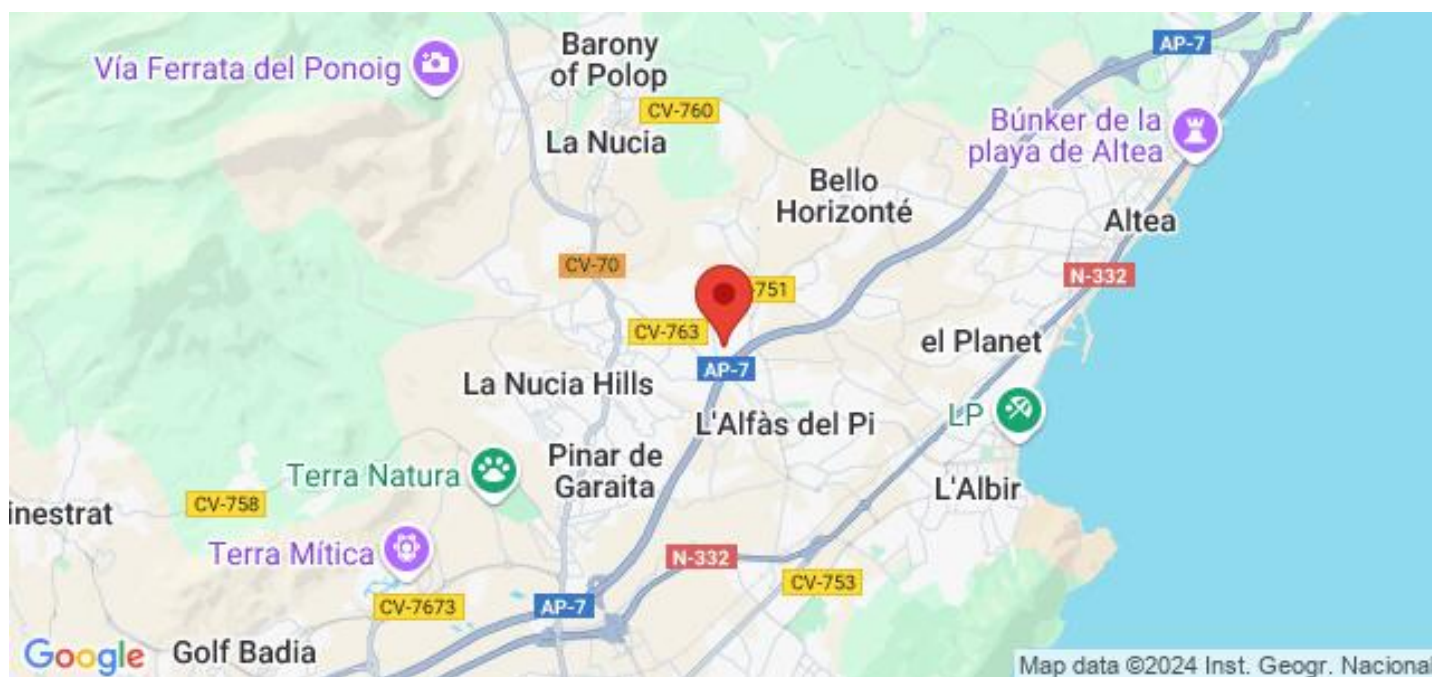 AP-7
Barony
of Polop
Vía Ferrata del Ponoig
CV-760
Búnker de la
playa de Altea
La Nucia
Bello
Horizonté
Altea
CV-70
N-332
-751
CV-763
el Planet
AP-7
La Nucia Hills
LP
L'Alfàs del Pi
Pinar de
Garaita
Terra Natura
L'Albir
CV-758
inestrat
Terra Mítica
N-332
CV-753
CV-7673
AP-7
Google
Golf Badia
Map data ©2024 Inst. Geogr. Nacional